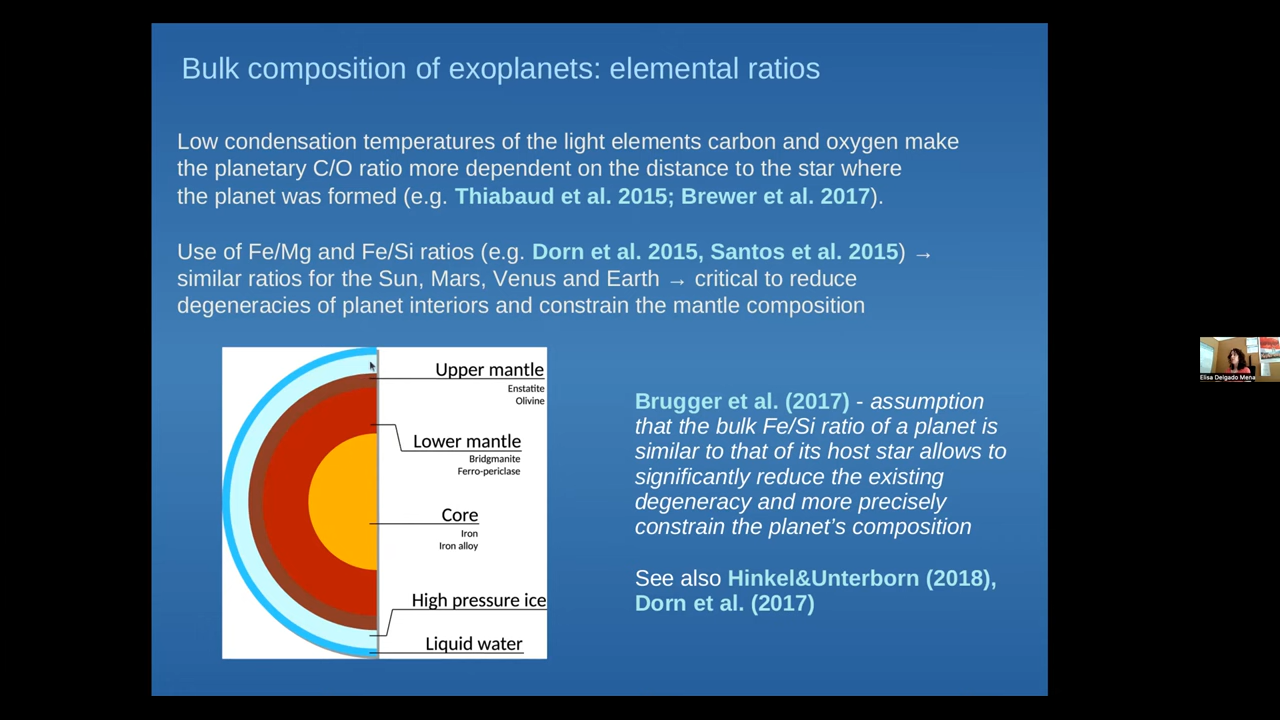 Bulk composition of exoplanets: elemental ratios
Low condensation temperatures of the light elements carbon and oxygen make
the planetary C/O ratio more dependent on the distance to the star where
the planet was formed (e.g. Thiabaud et al. 2015; Brewer et al. 2017).
Use of Fe/Mg and Fe/Si ratios (e.g. Dorn et al. 2015, Santos et al. 2015) →
similar ratios for the Sun, Mars, Venus and Earth → critical to reduce
degeneracies of planet interiors and constrain the mantle composition
Upper mantle
Enstatite
Olivine
Lower mantle
Bridgmanite
Ferro-periclase
Core
Iron
Iron alloy
High pressure ice
Liquid water
Brugger et al. (2017) - assumption
that the bulk Fe/Si ratio of a planet is
similar to that of its host star allows to
significantly reduce the existing
degeneracy and more precisely
constrain the planet's composition
See also Hinkel&Unterborn (2018),
Dorn et al. (2017)
Elisa Delgado Mena